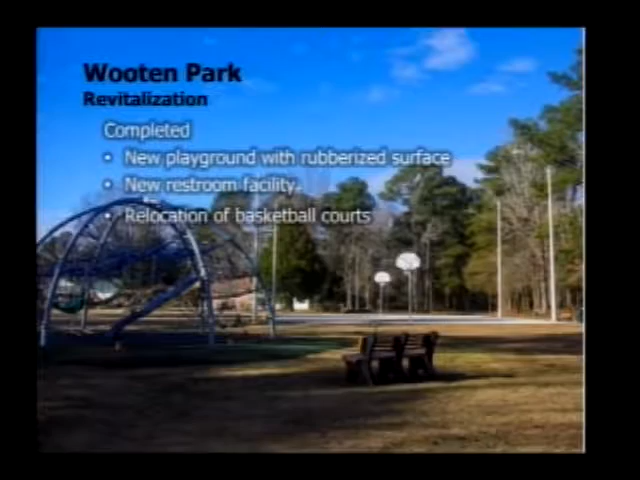 Wooten Park
Revitalization
Completed
• New playground with rubberized surface
• New restroom facility.
• Relocation of basketball courts